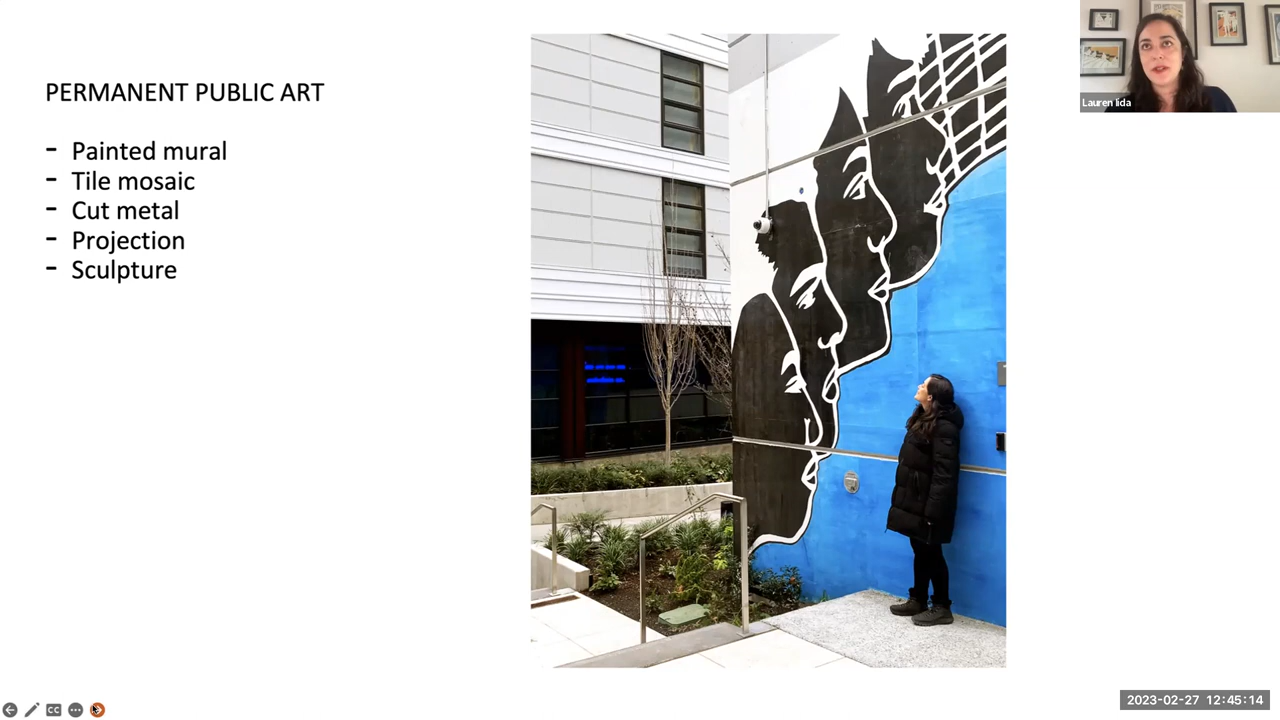 PERMANENT PUBLIC ART
- Painted mural
- Tile mosaic
- Cut metal
- Projection
- Sculpture
Lauren Iida
CC
2023-02-27 12:45:14